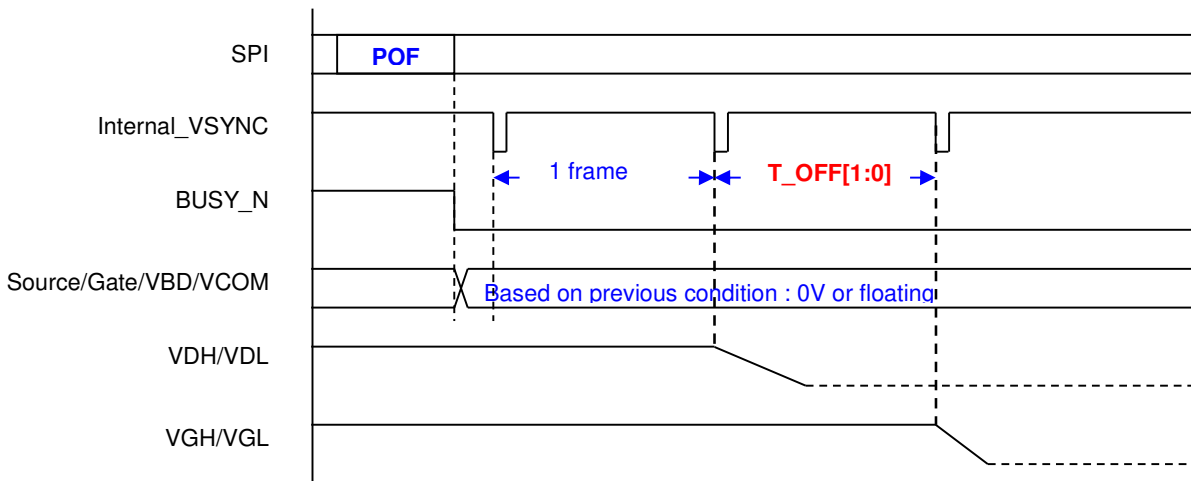 SPI
POF
Internal_VSYNC
1 frame
T_OFF[1:0]
BUSY_N
Source/Gate/VBD/VCOM
Based on previous condition : 0V or floating
VDH/VDL
VGH/VGL